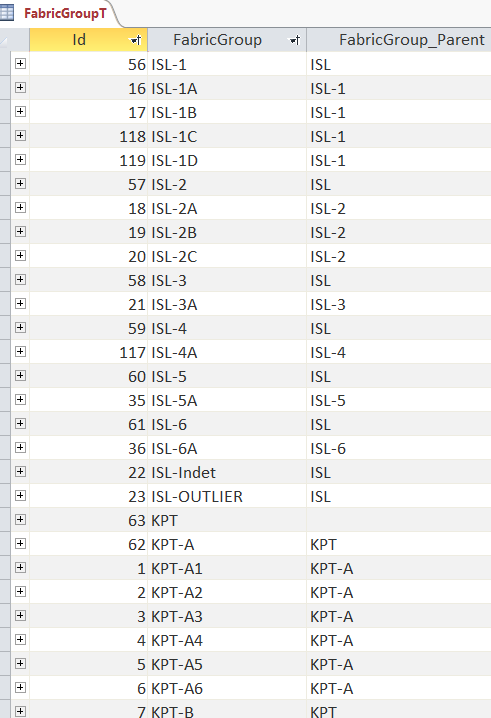 FabricGroupT
Id FabricGroup FabricGroup_Parent
56 ISL-1 ISL
16 ISL-1A ISL-1
17 ISL-1B ISL-1
118 ISL-1C ISL-1
119 ISL-1D ISL-1
57 ISL-2 ISL
18 ISL-2A ISL-2
19 ISL-2B ISL-2
20 ISL-2C ISL-2
58 ISL-3 ISL
21 ISL-3A ISL-3
59 ISL-4 ISL
117 ISL-4A ISL-4
60 ISL-5 ISL
35 ISL-5A ISL-5
61 ISL-6 ISL
36 ISL-6A ISL-6
22 ISL-Indet ISL
23 ISL-OUTLIER ISL
63 KPT
62 KPT-A KPT
1 KPT-A1 KPT-A
2 KPT-A2 KPT-A
3 KPT-A3 KPT-A
4 KPT-A4 KPT-A
5 KPT-A5 KPT-A
6 KPT-A6 KPT-A
7 KPT-B KPT